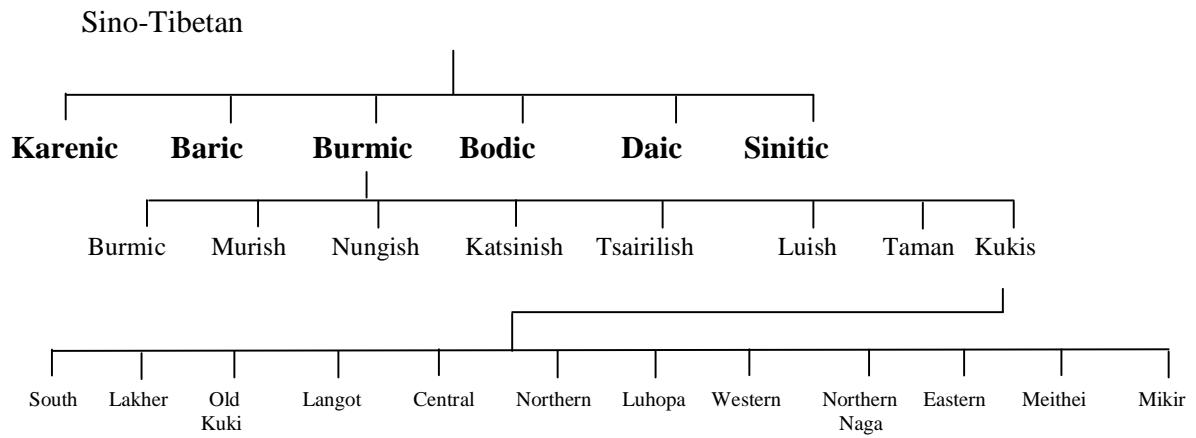 Sino-Tibetan
Karenic Baric Burmic Bodic Daic Sinitic
Burmic Murish Nungish Katsinish Tsairilish Luish Taman Kukis
South Lakher Old Kuki Langot Central Northern Luhopa Western Northern Naga Eastern Meithei Mikir